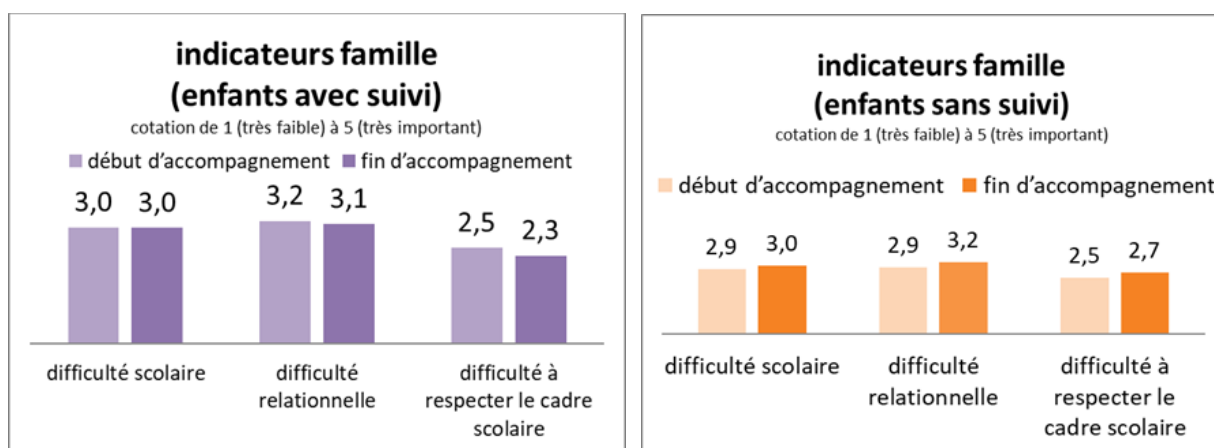 indicateurs famille
(enfants avec suivi)
cotation de 1 (très faible) à 5 (très important)
début d’accompagnement fin d’accompagnement
3,0 3,0 3,2 3,1 2,5 2,3
difficulté scolaire
difficulté
relationnelle
difficulté à
respecter le cadre
scolaire
indicateurs famille
(enfants sans suivi)
cotation de 1 (très faible) à 5 (très important)
début d’accompagnement fin d’accompagnement
2,9 3,0 2,9 3,2 2,5 2,7
difficulté scolaire
difficulté
relationnelle
difficulté à
respecter le
cadre scolaire